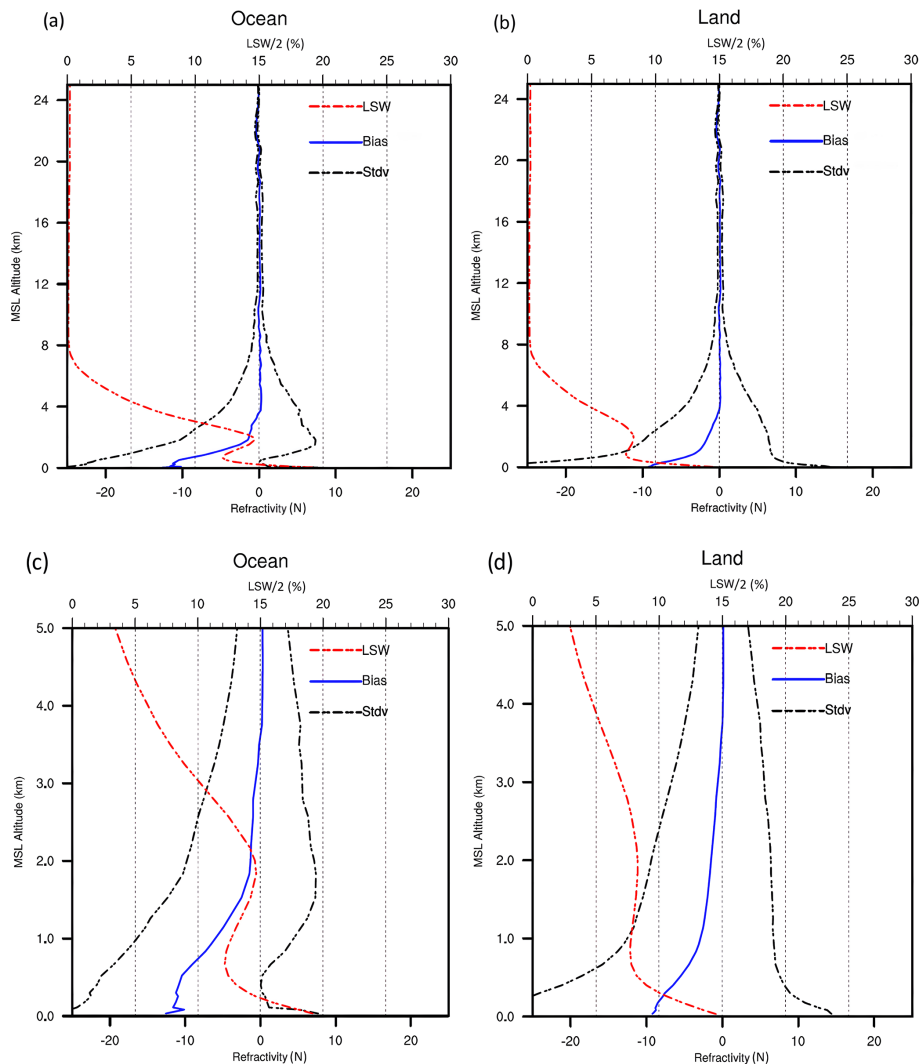 (a)
Ocean
LSW/2 (%)
0 5 10 15 20 25 30
24
20
16
12
8
4
0
MSL Altitude (km)
LSW
Bias
Stdv
-20 -10 0 10 20
Refractivity (N)
(b)
Land
LSW/2 (%)
0 5 10 15 20 25 30
24
20
16
12
8
4
0
MSL Altitude (km)
LSW
Bias
Stdv
-20 -10 0 10 20
Refractivity (N)
(c)
Ocean
LSW/2 (%)
0 5 10 15 20 25 30
5.0
4.0
3.0
2.0
1.0
0.0
MSL Altitude (km)
LSW
Bias
Stdv
-20 -10 0 10 20
Refractivity (N)
(d)
Land
LSW/2 (%)
0 5 10 15 20 25 30
5.0
4.0
3.0
2.0
1.0
0.0
MSL Altitude (km)
LSW
Bias
Stdv
-20 -10 0 10 20
Refractivity (N)